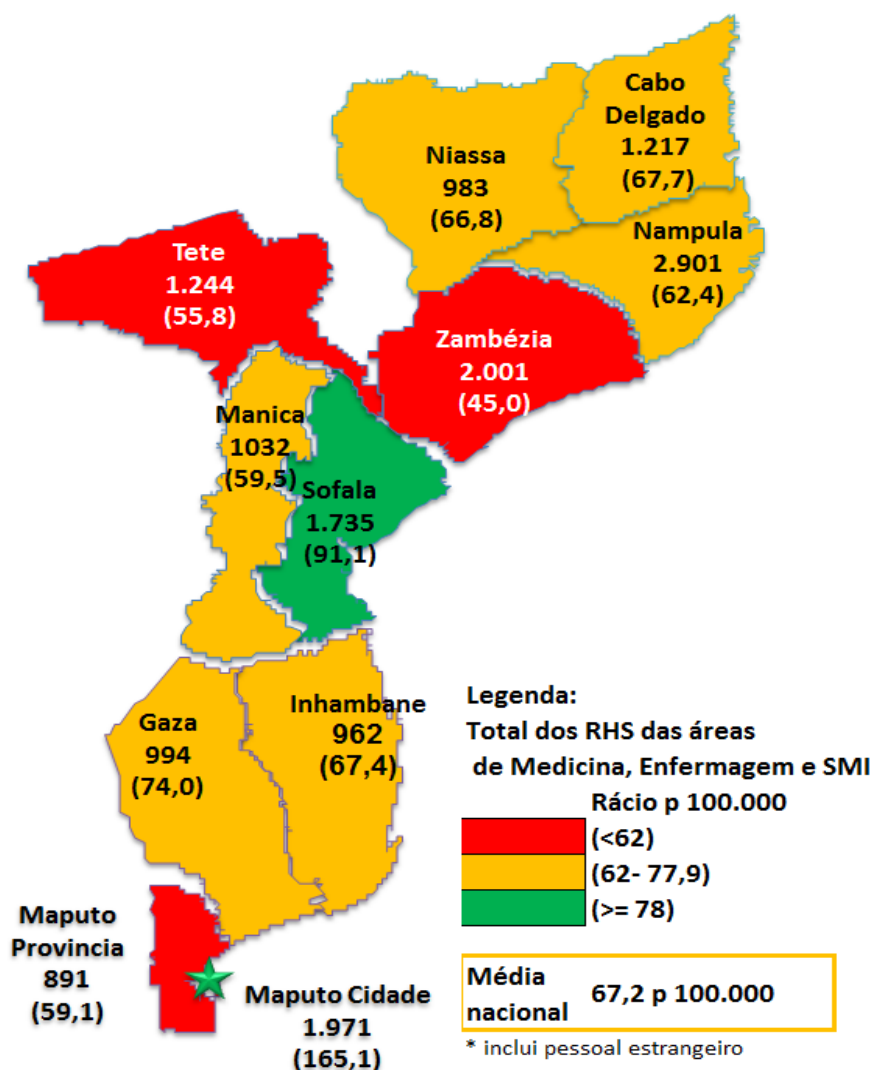 Cabo
Delgado
1.217
(67,7)
Niassa
983
(66,8)
Nampula
2.901
(62,4)
Tete
1.244
(55,8)
Zambézia
2.001
(45,0)
Manica
1032
(59,5)
Sofala
1.735
(91,1)
Gaza
994
(74,0)
Inhambane
962
(67,4)
Maputo
Provincia
891
(59,1)
Maputo Cidade
1.971
(165,1)
Legenda:
Total dos RHS das áreas
de Medicina, Enfermagem e SMI
Rácio p 100.000
(<62)
(62- 77,9)
(>= 78)
Média
nacional
67,2 p 100.000
* inclui pessoal estrangeiro